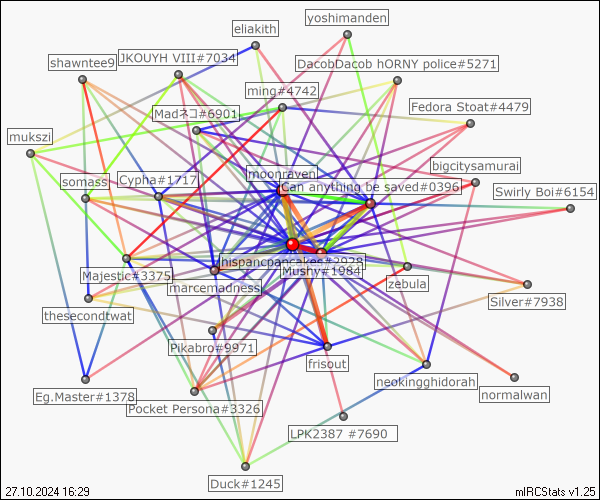 yoshimanden
eliakith
shawntee9
JKOUYH VIII#7034
DacobDacob hORNY police#5271
ming#4742
Madネコ#6901
Fedora Stoat#4479
mukszi
bigcitysamurai
moonraven
somassi
Cypha#1717
Can anything be saved#0396
Swirly Boi#6154
hispancpancakes#2928
Mushy#1984
Majestic#3375
marcemadness
zebula
Silver#7938
thesecondtwat
Pikabro#9971
frisout
neokingghidorah
Eg.Master#1378
Pocket Persona#3326
normalwan
LPK2387 #7690
Duck#1245
27.10.2024 16:29
mIRCStats v1.25